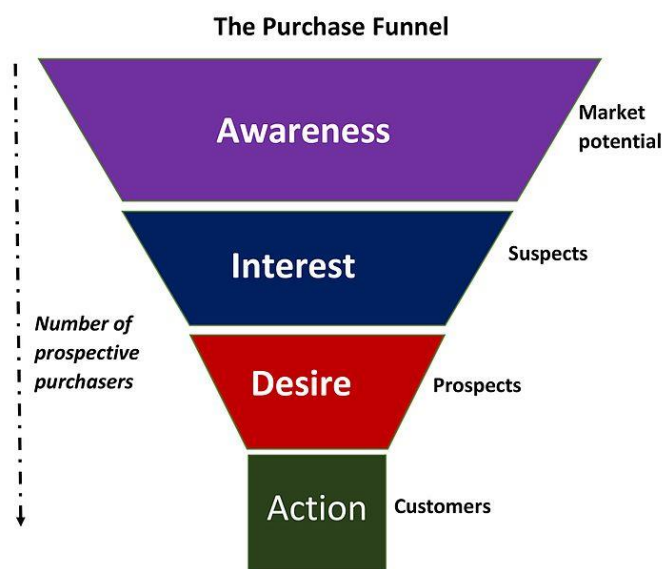 The Purchase Funnel
Awareness
Market
potential
Interest
Suspects
Number of
prospective
purchasers
Desire
Prospects
Action
Customers